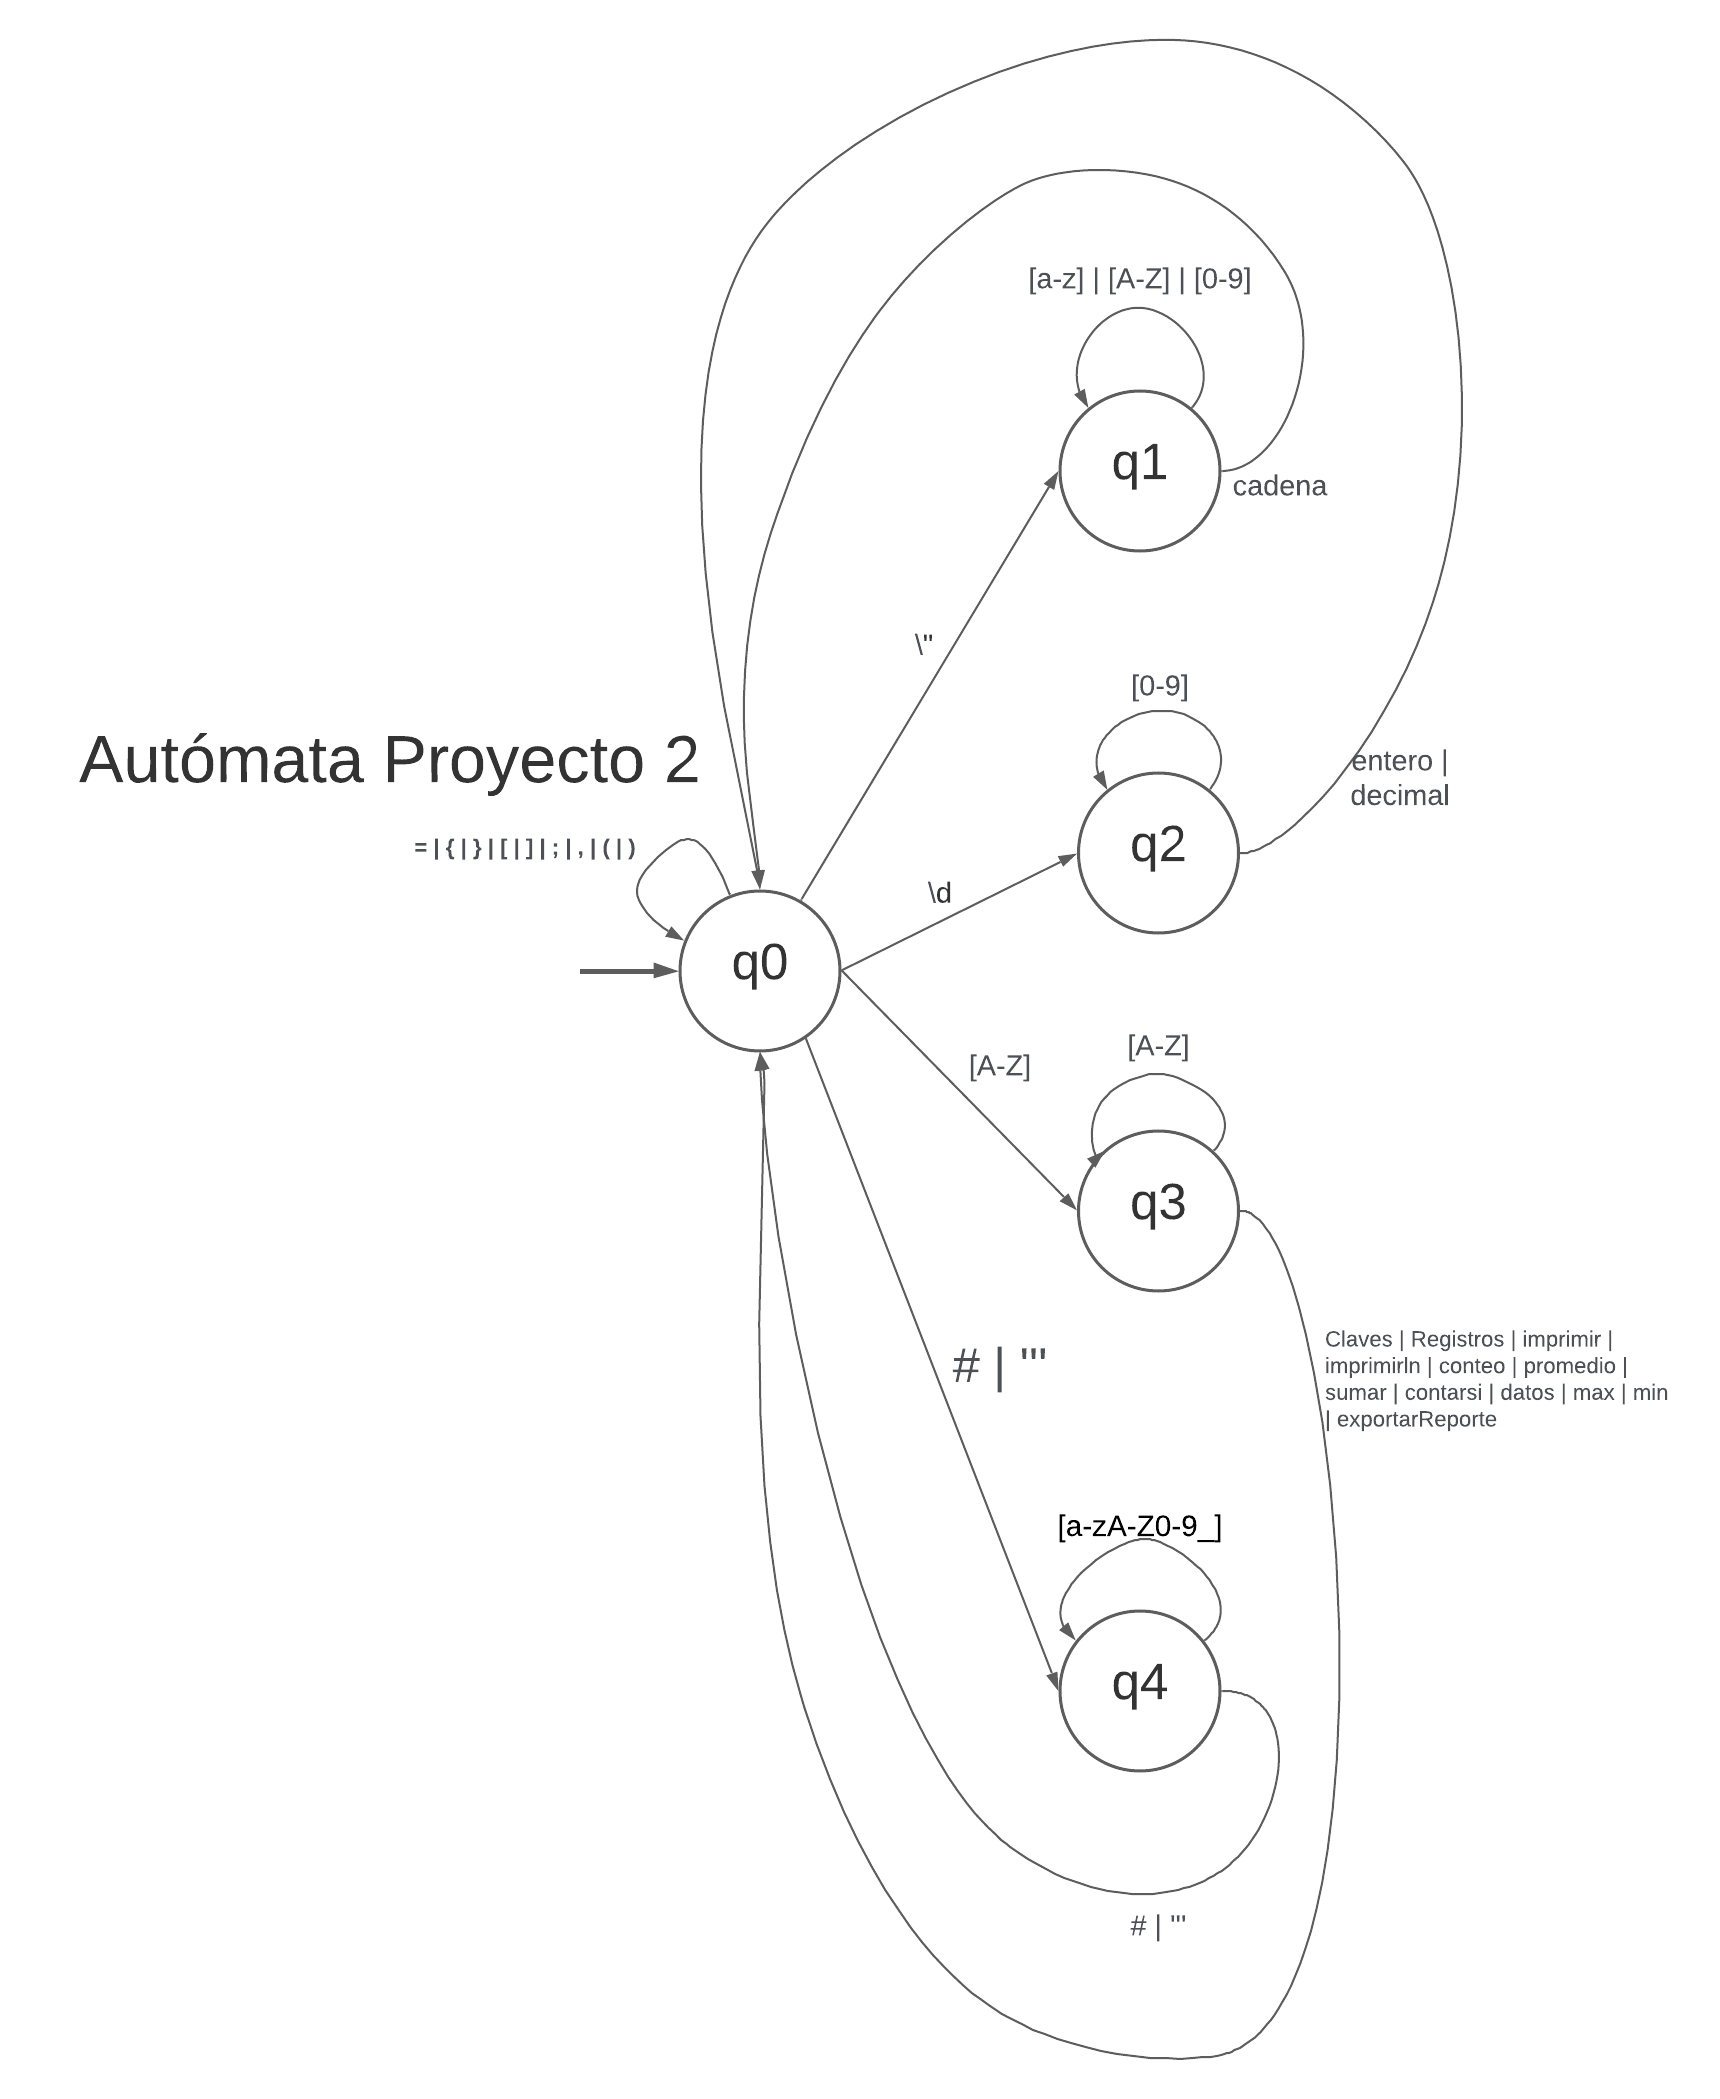 [a-z] | [A-Z] | [0-9]
q1
cadena
\"
[0-9]
Autómata Proyecto 2
entero |
decimal
q2
= | { | } | [ | ] | ; | , | ( | )
\d
q0
[A-Z]
[A-Z]
q3
Claves | Registros | imprimir |
imprimirln | conteo | promedio |
sumar | contarsi | datos | max | min
| exportarReporte
# | '''
[a-zA-Z0-9_]
q4
# | '''